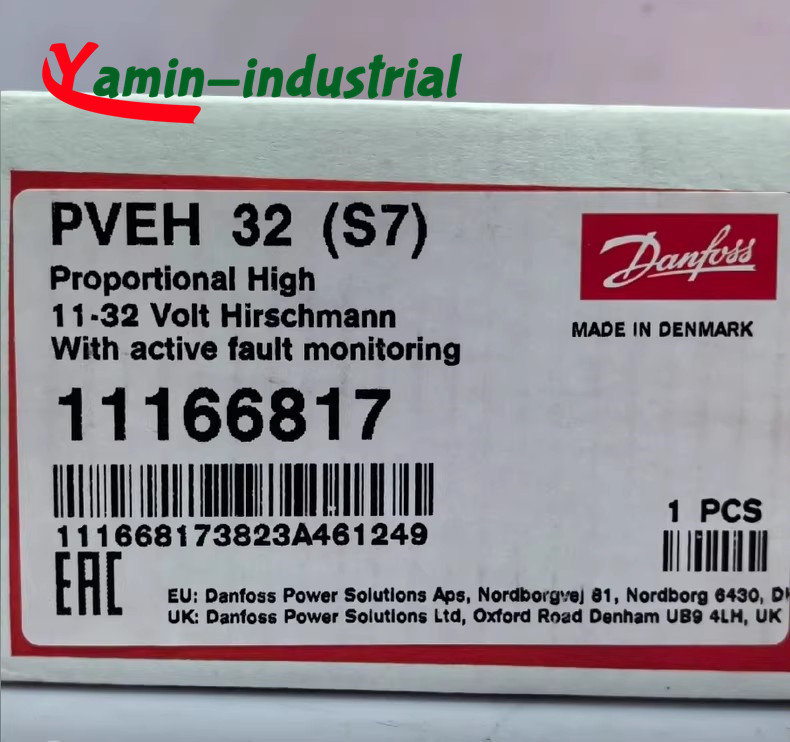 Yamin-industrial
PVEH 32 (S7)
Proportional High
11-32 Volt Hirschmann
With active fault monitoring
Danfoss
MADE IN DENMARK
11166817
111668173823A461249
1 PCS
EAC
EU: Danfoss Power Solutions Aps, Nordborgvej 81, Nordborg 6430,
UK: Danfoss Power Solutions Ltd, Oxford Road Denham UB9 4LH, UK